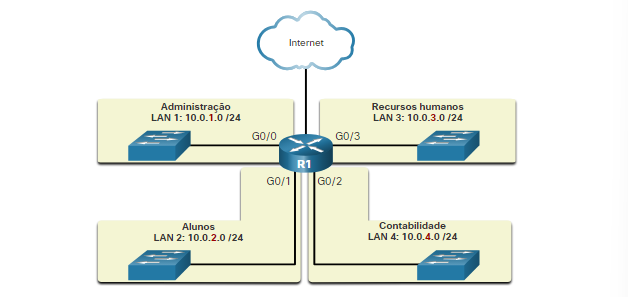 Internet
Administração
LAN 1: 10.0.1.0 /24
Recursos humanos
LAN 3: 10.0.3.0 /24
G0/0
G0/3
R1
G0/1
G0/2
Alunos
LAN 2: 10.0.2.0 /24
Contabilidade
LAN 4: 10.0.4.0 /24